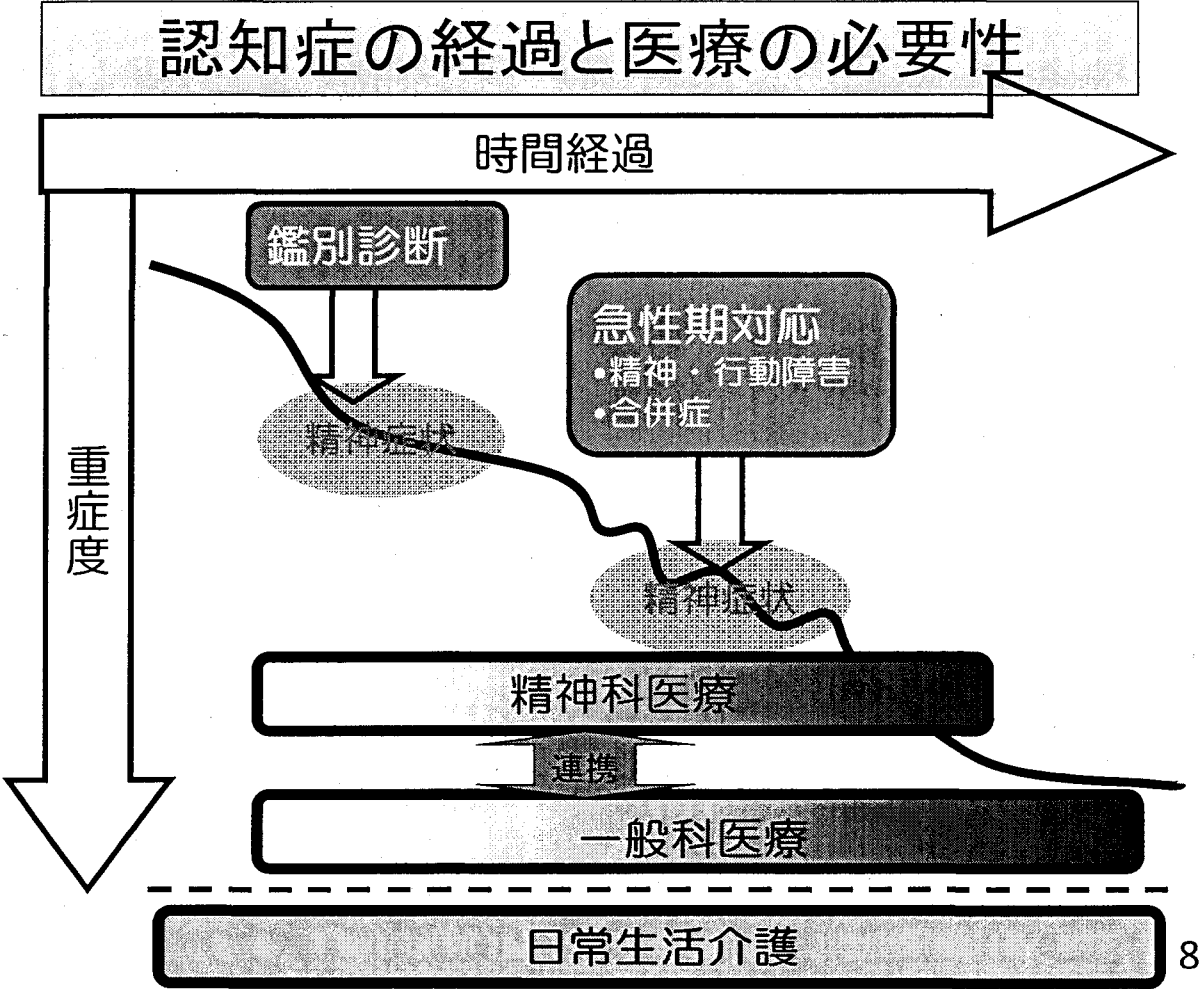 認知症の経過と医療の必要性
時間経過
重症度
鑑別診断
精神症状
急性期対応
•精神・行動障害
•合併症
精神症状
精神科医療
連携
一般科医療
日常生活介護
8